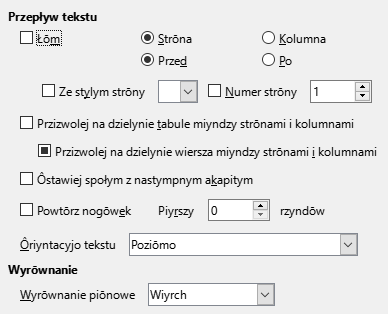 Przepływ tekstu
Łōm Strōna Kolumna
Przed Po
Ze stylym strōny Numer strōny 1
Przizwolej na dzielynie tabule miyndzy strōnami i kolumnami
Przizwolej na dzielynie wiersza miyndzy strōnami i kolumnami
Ôstawiej społym z nastympnym akapitym
Powtōrz nogōwek Piyrszy 0 rzyndōw
Ôriyntacyjo tekstu Poziōmo
Wyrōwnanie
Wyrōwnanie piōnowe Wiyrch